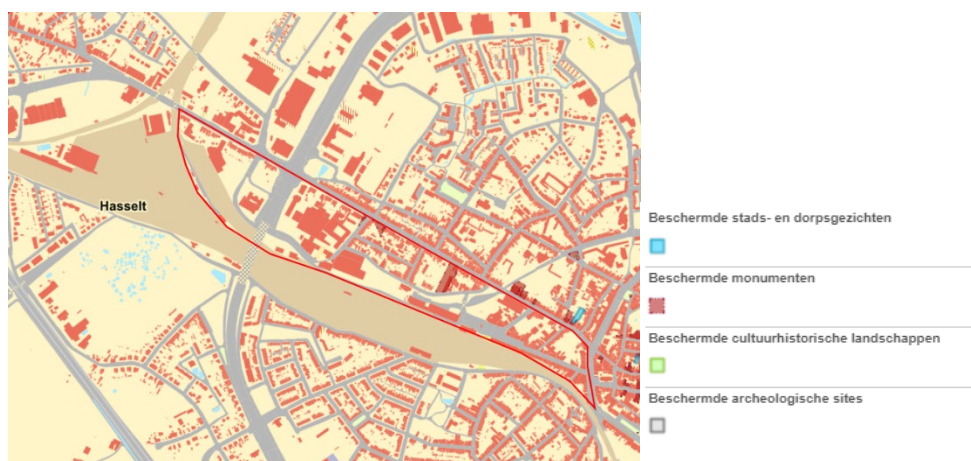 Hasselt
Beschermde stads- en dorpsgezichten
Beschermde monumenten
Beschermde cultuurhistorische landschappen
Beschermde archeologische sites